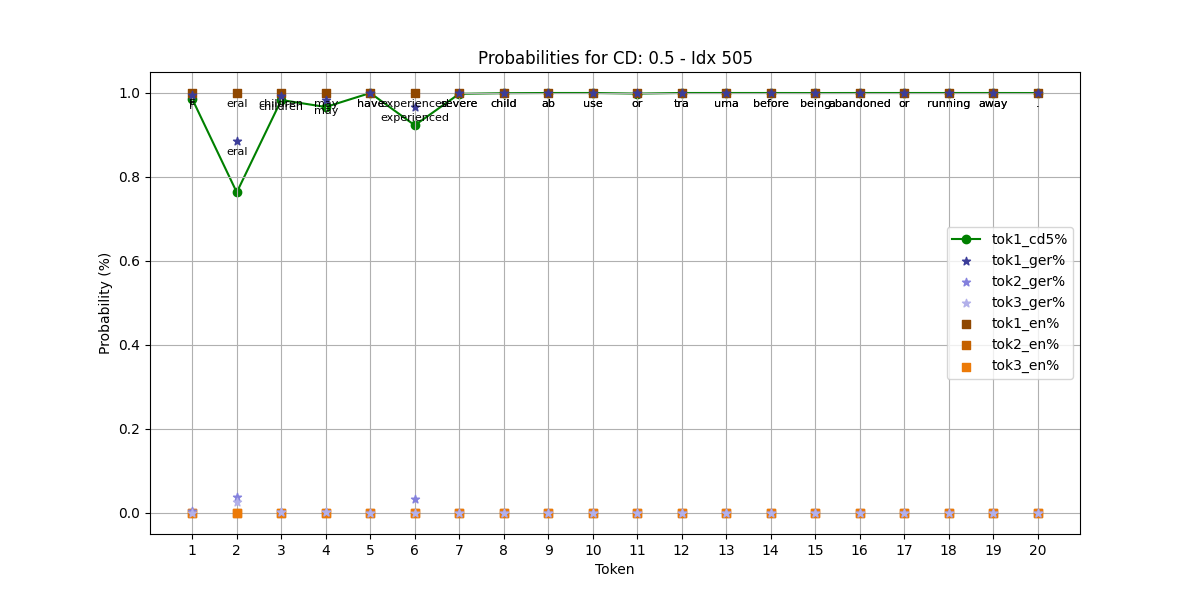 Probabilities for CD: 0.5 - Idx 505
Probability (%)
1.0
0.8
0.6
0.4
0.2
0.0
F eral children may have experienced severe child ab use or tra uma before being abandoned or running away .
F eral children may experienced
tok1_cd5%
tok1_ger%
tok2_ger%
tok3_ger%
tok1_en%
tok2_en%
tok3_en%
1 2 3 4 5 6 7 8 9 10 11 12 13 14 15 16 17 18 19 20
Token